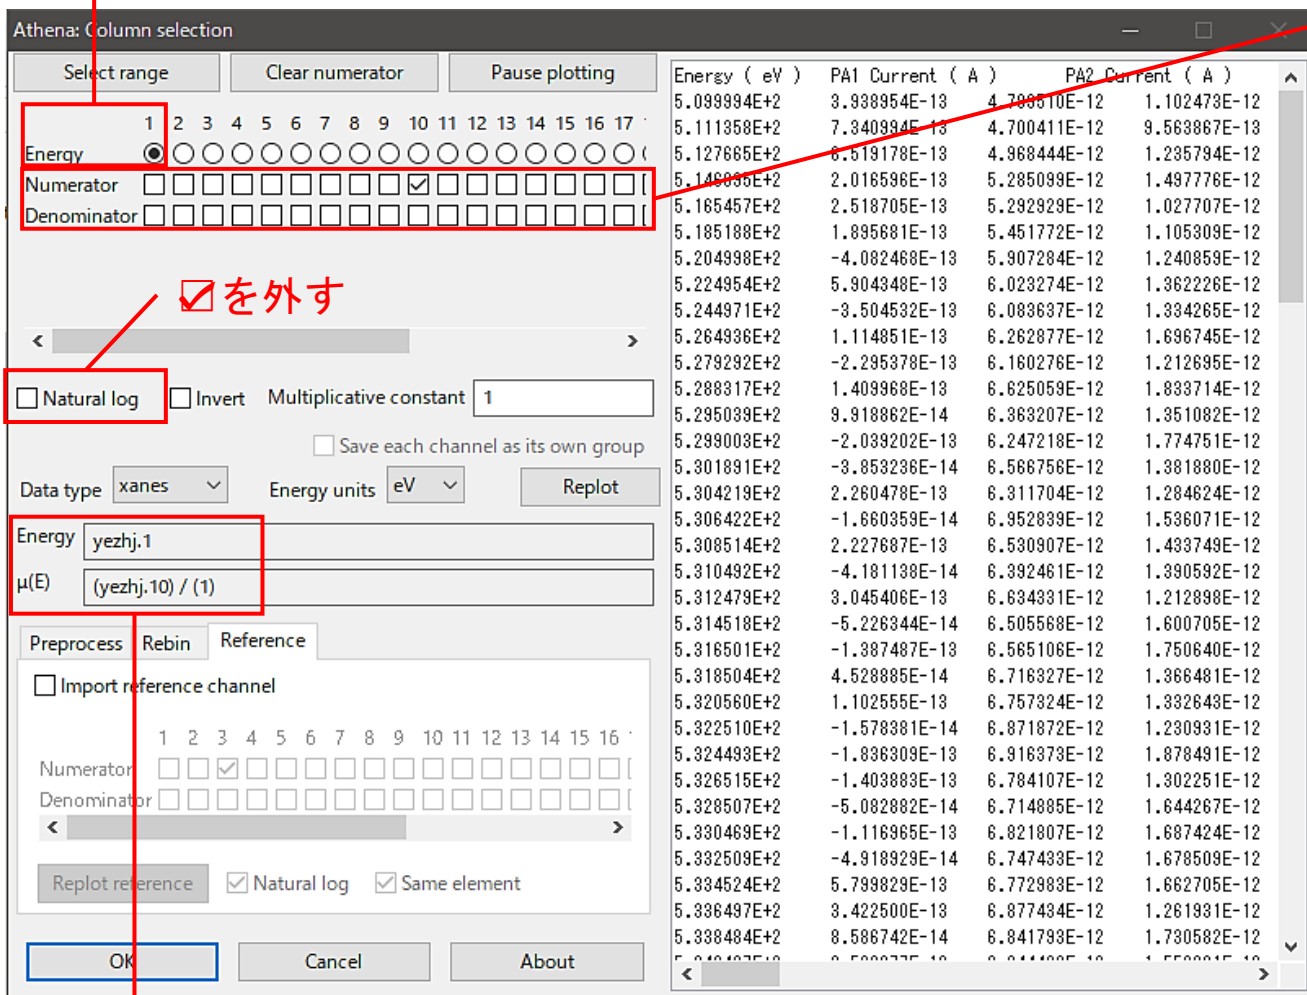 Athena: Column selection
Select range Clear numerator Pause plotting
1 2 3 4 5 6 7 8 9 10 11 12 13 14 15 16 17
Energy
Numerator
Denominator
☑を外す
Natural log Invert Multiplicative constant 1
Save each channel as its own group
Data type xanes Energy units eV Replot
Energy yezhj.1
μ(E) (yezhj.10) / (1)
Preprocess Rebin Reference
Import reference channel
1 2 3 4 5 6 7 8 9 10 11 12 13 14 15 16
Numerator
Denominator
Replot reference Natural log Same element
OK Cancel About
Energy ( eV ) PA1 Current ( A ) PA2 Current ( A )
5.099994E+2 3.938954E-13 4.793510E-12 1.102473E-12
5.111358E+2 7.340994E-13 4.700411E-12 9.563867E-13
5.127665E+2 6.519178E-13 4.968444E-12 1.235794E-12
5.146895E+2 2.016596E-13 5.285099E-12 1.497776E-12
5.165457E+2 2.518705E-13 5.292929E-12 1.027707E-12
5.185188E+2 1.895681E-13 5.451772E-12 1.105309E-12
5.204998E+2 -4.082468E-13 5.907284E-12 1.240859E-12
5.224954E+2 5.904348E-13 6.023274E-12 1.362226E-12
5.244971E+2 -3.504532E-13 6.083637E-12 1.334265E-12
5.264936E+2 1.114851E-13 6.262877E-12 1.696745E-12
5.279292E+2 -2.295378E-13 6.160276E-12 1.212695E-12
5.288317E+2 1.409968E-13 6.625059E-12 1.833714E-12
5.295039E+2 9.918862E-14 6.363207E-12 1.351082E-12
5.299003E+2 -2.039202E-13 6.247218E-12 1.774751E-12
5.301891E+2 -3.853236E-14 6.566756E-12 1.381880E-12
5.304219E+2 2.260478E-13 6.311704E-12 1.284624E-12
5.306422E+2 -1.660359E-14 6.952839E-12 1.536071E-12
5.308514E+2 2.227687E-13 6.530907E-12 1.433749E-12
5.310492E+2 -4.181138E-14 6.392461E-12 1.390592E-12
5.312479E+2 3.045406E-13 6.634331E-12 1.212898E-12
5.314518E+2 -5.226344E-14 6.505568E-12 1.600705E-12
5.316501E+2 -1.387487E-13 6.565106E-12 1.750640E-12
5.318504E+2 4.528885E-14 6.716327E-12 1.366481E-12
5.320560E+2 1.102555E-13 6.757324E-12 1.332643E-12
5.322510E+2 -1.578381E-14 6.871872E-12 1.230931E-12
5.324493E+2 -1.836309E-13 6.916373E-12 1.878491E-12
5.326515E+2 -1.403883E-13 6.784107E-12 1.302251E-12
5.328507E+2 -5.082882E-14 6.714885E-12 1.644267E-12
5.330469E+2 -1.116965E-13 6.821807E-12 1.687424E-12
5.332509E+2 -4.918929E-14 6.747433E-12 1.678509E-12
5.334524E+2 5.799829E-13 6.772983E-12 1.662705E-12
5.336497E+2 3.422500E-13 6.877434E-12 1.261931E-12
5.338484E+2 8.586742E-14 6.841793E-12 1.730582E-12